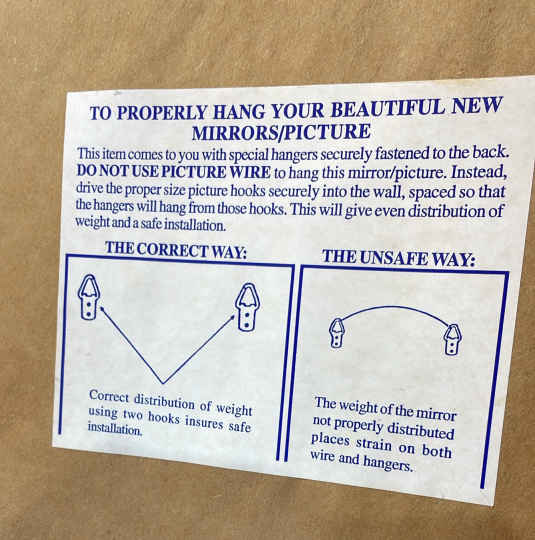 TO PROPERLY HANG YOUR BEAUTIFUL NEW
MIRRORS/PICTURE
This item comes to you with special hangers securely fastened to the back.
DO NOT USE PICTURE WIRE to hang this mirror/picture. Instead,
drive the proper size picture hooks securely into the wall, spaced so that
the hangers will hang from those hooks. This will give even distribution of
weight and a safe installation.
THE CORRECT WAY:
Correct distribution of weight
using two hooks insures safe
installation.
THE UNSAFE WAY:
The weight of the mirror
not properly distributed
places strain on both
wire and hangers.